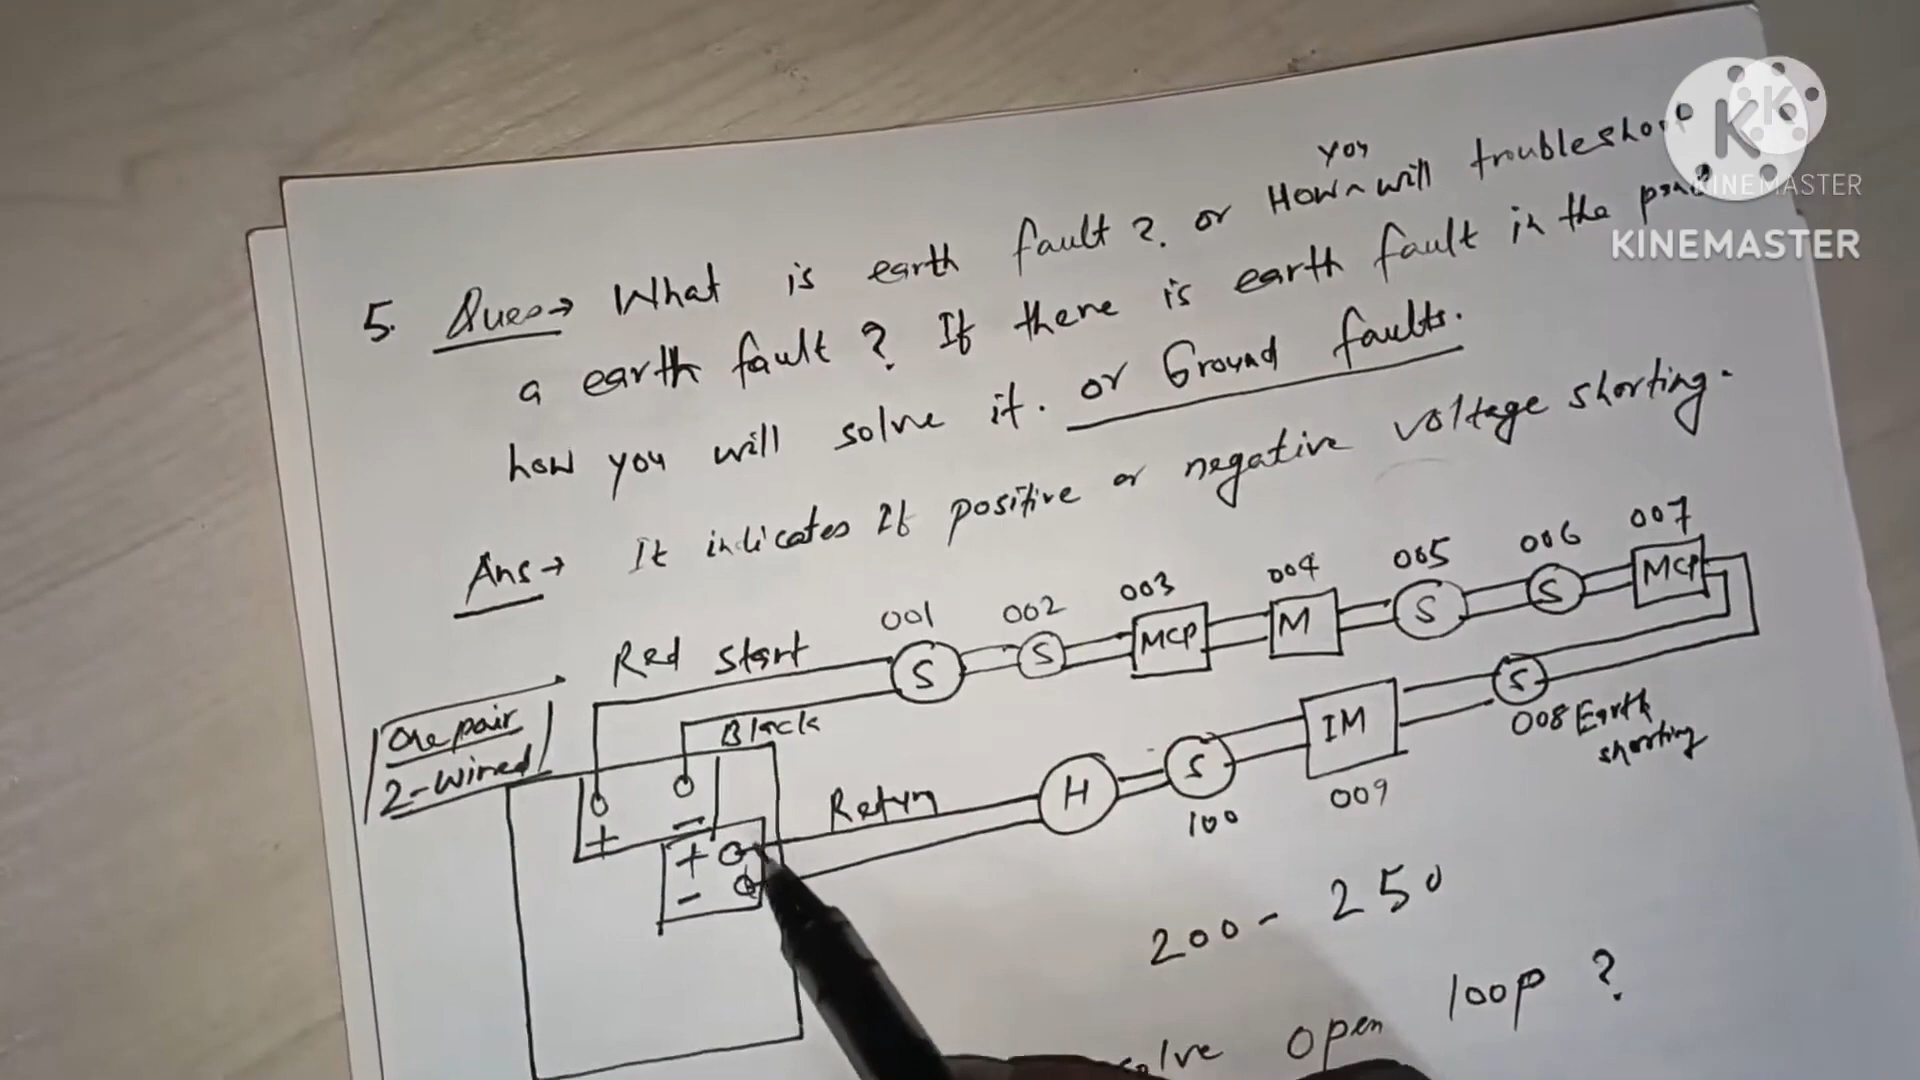 5. Ques→ What is earth fault ?. or How you will troubleshoot
a earth fault ? If there is earth fault in the
how you will solve it. or Ground faults.
Ans→ It indicates If positive or negative voltage shorting.
001 002 003 004 005 006 007
Red start S S MCP M S S MCP
One pair
2-wired
Black
+ -
+
-
Return H S IM S
100 009 008 Earth
shorting
200 - 250
open loop ?
K K
KINEMASTER
KINEMASTER